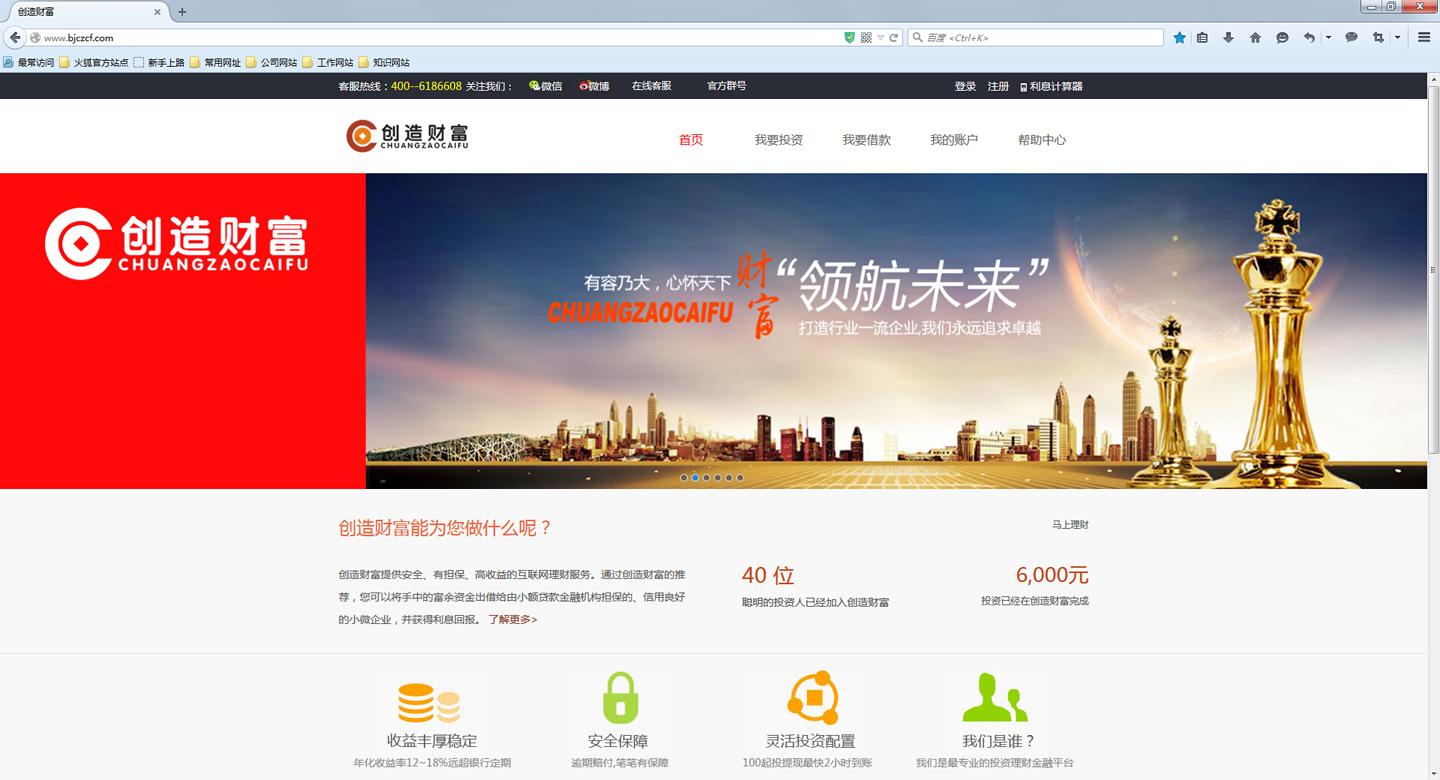 创造财富
www.bjczcf.com
百度 <Ctrl+K>
最常访问 火狐官方站点 新手上路 常用网址 公司网站 工作网站 知识网站
客服热线：400--6186608 关注我们： 微信 微博 在线客服 官方群号 登录 注册 利息计算器
创造财富
CHUANGZAOCAIFU
首页 我要投资 我要借款 我的账户 帮助中心
创造财富
CHUANGZAOCAIFU
有容乃大，心怀天下
CHUANGZAOCAIFU
财富
“领航未来”
打造行业一流企业,我们永远追求卓越
创造财富能为您做什么呢？
马上理财
创造财富提供安全、有担保、高收益的互联网理财服务。通过创造财富的推
荐，您可以将手中的富余资金出借给由小额贷款金融机构担保的、信用良好
的小微企业，并获得利息回报。 了解更多>
40 位
聪明的投资人已经加入创造财富
6,000元
投资已经在创造财富完成
收益丰厚稳定
年化收益率12~18%远超银行定期
安全保障
逾期赔付,笔笔有保障
灵活投资配置
100起投提现最快2小时到账
我们是谁？
我们是最专业的投资理财金融平台